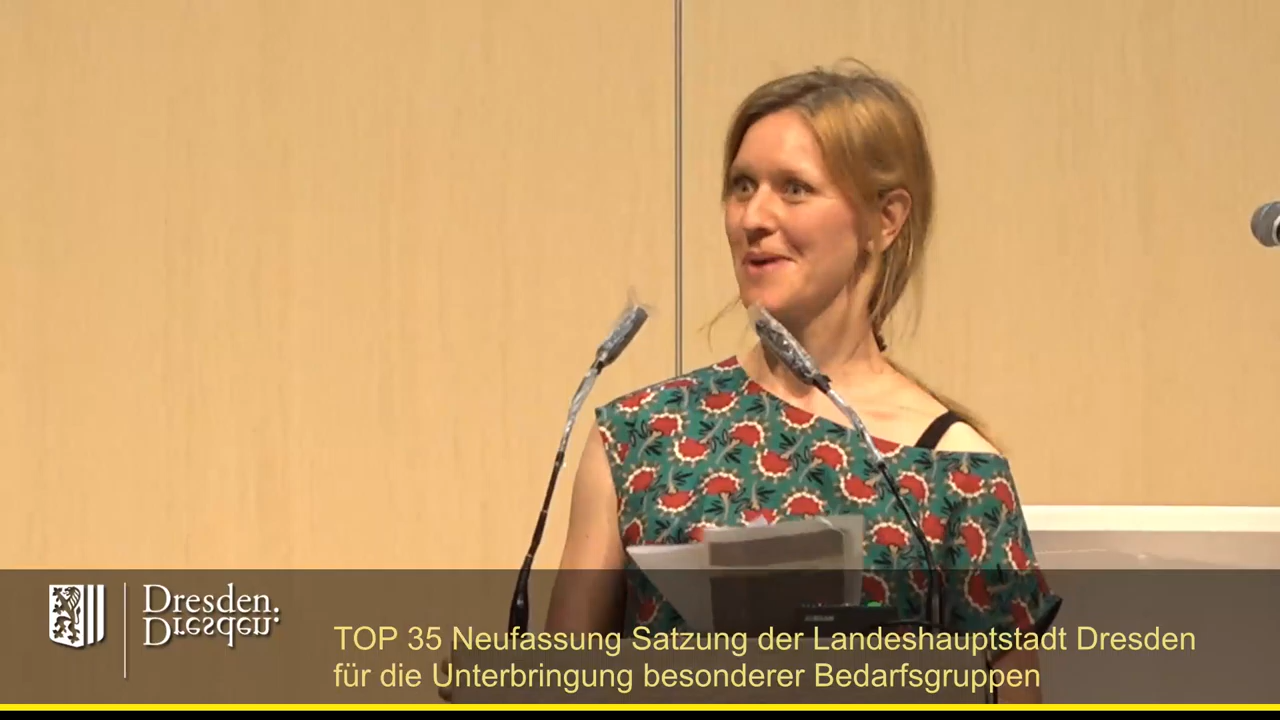 Dresden.
Dresden.
TOP 35 Neufassung Satzung der Landeshauptstadt Dresden
für die Unterbringung besonderer Bedarfsgruppen